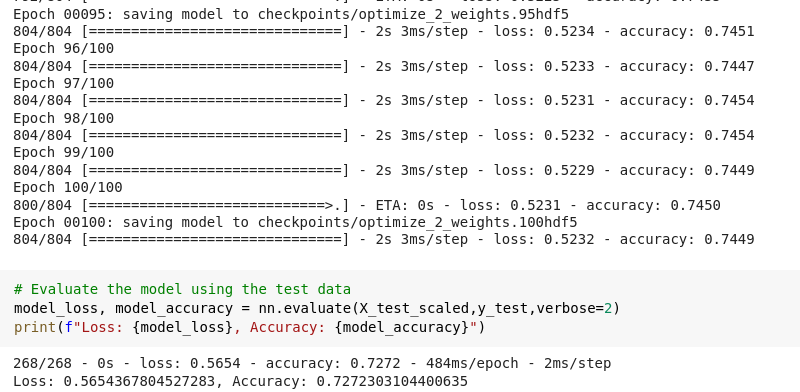 Epoch 00095: saving model to checkpoints/optimize_2_weights.95hdf5
804/804 [==============================] - 2s 3ms/step - loss: 0.5234 - accuracy: 0.7451
Epoch 96/100
804/804 [==============================] - 2s 3ms/step - loss: 0.5233 - accuracy: 0.7447
Epoch 97/100
804/804 [==============================] - 2s 3ms/step - loss: 0.5231 - accuracy: 0.7454
Epoch 98/100
804/804 [==============================] - 2s 3ms/step - loss: 0.5232 - accuracy: 0.7454
Epoch 99/100
804/804 [==============================] - 2s 3ms/step - loss: 0.5229 - accuracy: 0.7449
Epoch 100/100
800/804 [============================>.] - ETA: 0s - loss: 0.5231 - accuracy: 0.7450
Epoch 00100: saving model to checkpoints/optimize_2_weights.100hdf5
804/804 [==============================] - 2s 3ms/step - loss: 0.5232 - accuracy: 0.7449
# Evaluate the model using the test data
model_loss, model_accuracy = nn.evaluate(X_test_scaled,y_test,verbose=2)
print(f"Loss: {model_loss}, Accuracy: {model_accuracy}")
268/268 - 0s - loss: 0.5654 - accuracy: 0.7272 - 484ms/epoch - 2ms/step
Loss: 0.5654367804527283, Accuracy: 0.7272303104400635